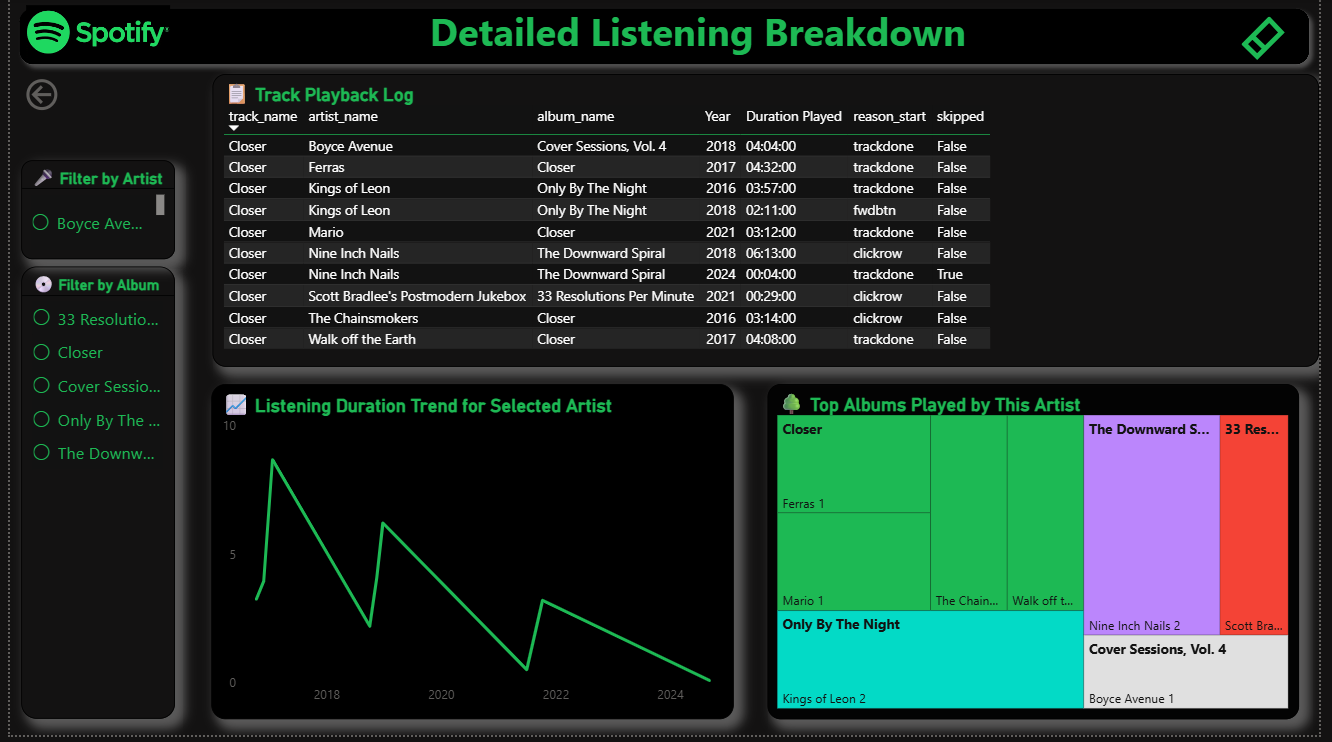 Spotify
Detailed Listening Breakdown
Track Playback Log
track_name artist_name album_name Year Duration Played reason_start skipped
Closer Boyce Avenue Cover Sessions, Vol. 4 2018 04:04:00 trackdone False
Closer Ferras Closer 2017 04:32:00 trackdone False
Closer Kings of Leon Only By The Night 2016 03:57:00 trackdone False
Closer Kings of Leon Only By The Night 2018 02:11:00 fwdbtn False
Closer Mario Closer 2021 03:12:00 trackdone False
Closer Nine Inch Nails The Downward Spiral 2018 06:13:00 clickrow False
Closer Nine Inch Nails The Downward Spiral 2024 00:04:00 trackdone True
Closer Scott Bradlee's Postmodern Jukebox 33 Resolutions Per Minute 2021 00:29:00 clickrow False
Closer The Chainsmokers Closer 2016 03:14:00 clickrow False
Closer Walk off the Earth Closer 2017 04:08:00 trackdone False
Filter by Artist
Boyce Ave...
Filter by Album
33 Resolutio...
Closer
Cover Sessio...
Only By The ...
The Downw...
Listening Duration Trend for Selected Artist
10
5
0
2018 2020 2022 2024
Top Albums Played by This Artist
Closer
Ferras 1
Mario 1
The Chain...
Walk off t...
Only By The Night
Kings of Leon 2
The Downward S...
Nine Inch Nails 2
33 Res...
Scott Bra...
Cover Sessions, Vol. 4
Boyce Avenue 1